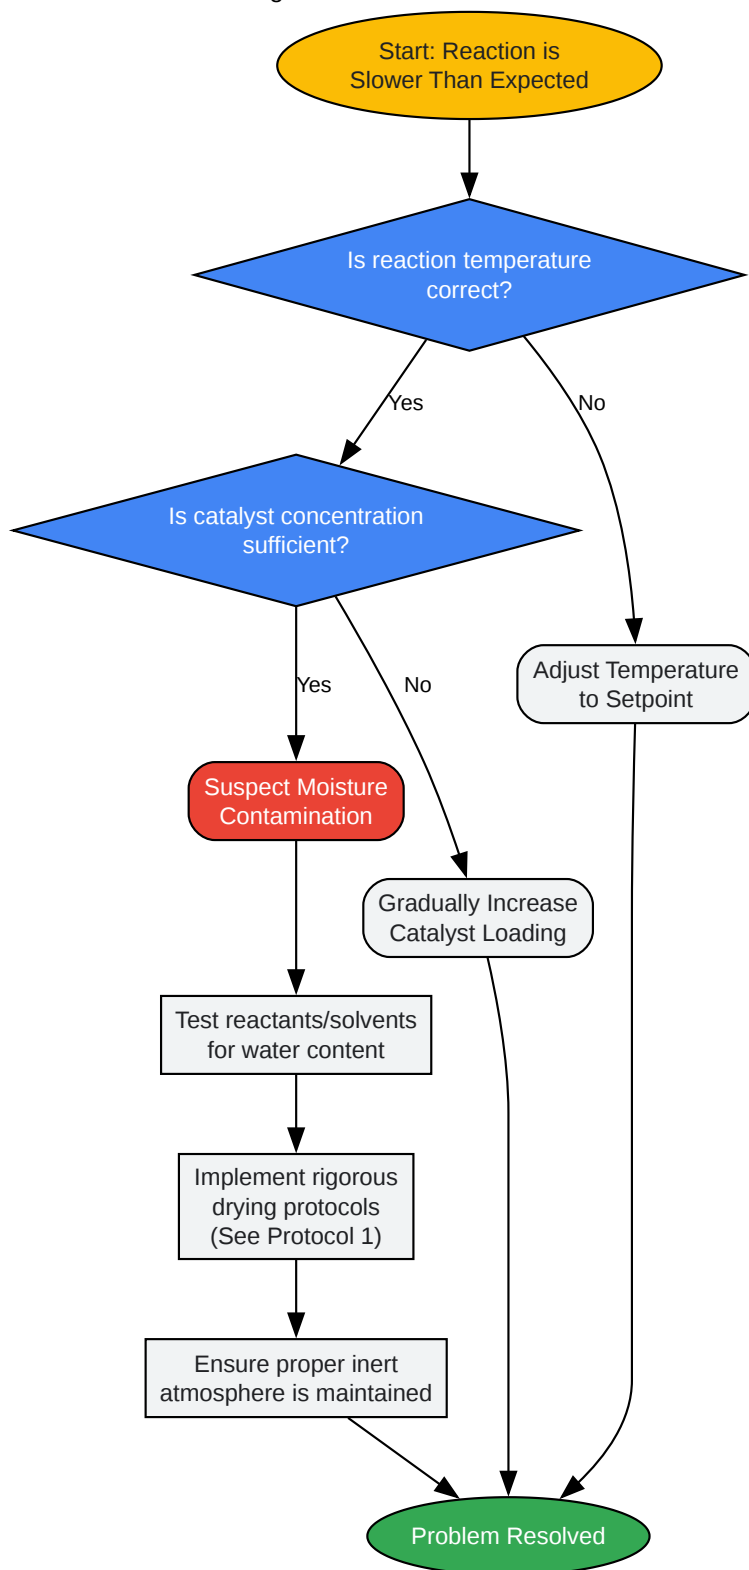 Start: Reaction is
Slower Than Expected
Is reaction temperature
correct?
Yes
No
Is catalyst concentration
sufficient?
Yes
No
Adjust Temperature
to Setpoint
Suspect Moisture
Contamination
Gradually Increase
Catalyst Loading
Test reactants/solvents
for water content
Implement rigorous
drying protocols
(See Protocol 1)
Ensure proper inert
atmosphere is maintained
Problem Resolved